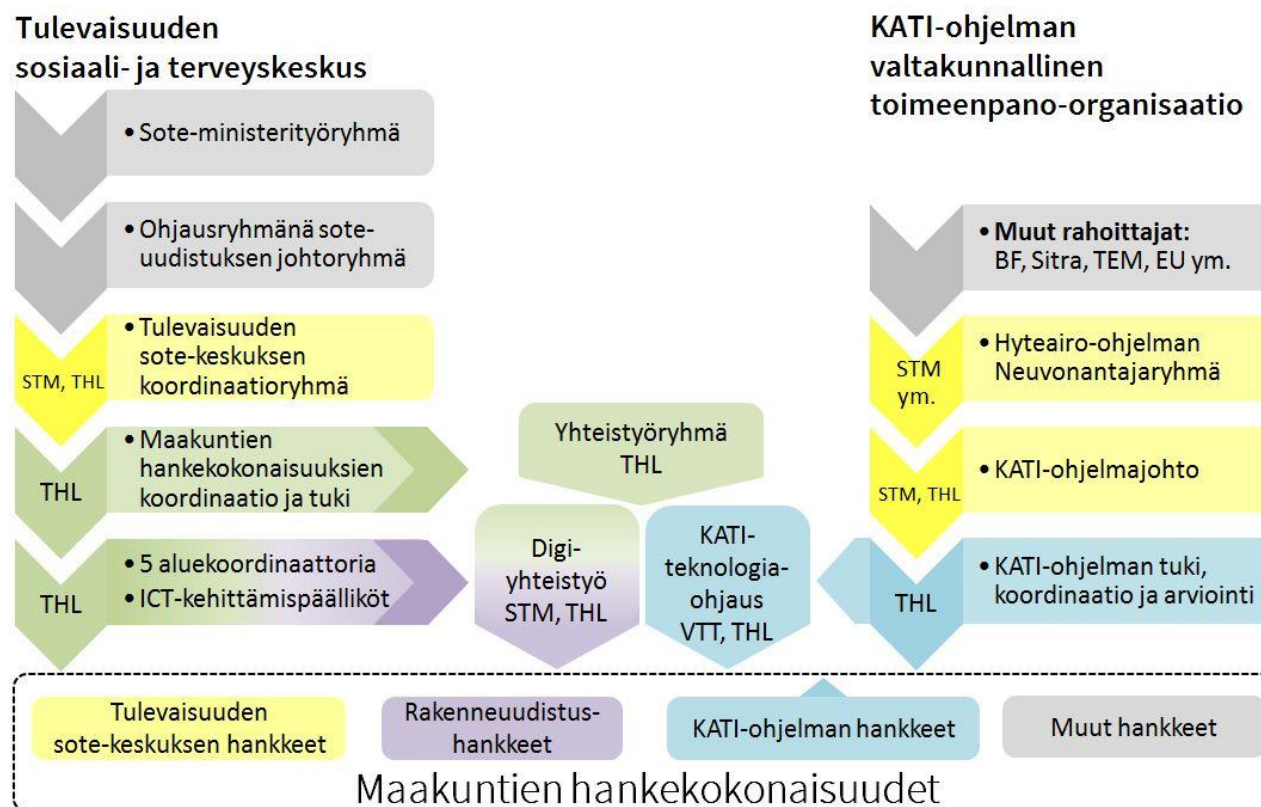 Tulevaisuuden
sosiaali- ja terveyskeskus
• Sote-ministerityöryhmä
• Ohjausryhmänä sote-
uudistuksen johtoryhmä
STM, THL
• Tulevaisuuden
sote-keskuksen
koordinaatioryhmä
THL
• Maakuntien
hankekokonaisuuksien
koordinaatio ja tuki
THL
• 5 aluekoordinaattoria
• ICT-kehittämispäälliköt
Yhteistyöryhmä
THL
Digi-
yhteistyö
STM, THL
KATI-
teknologia-
ohjaus
VTT, THL
KATI-ohjelman
valtakunnallinen
toimeenpano-organisaatio
• Muut rahoittajat:
BF, Sitra, TEM, EU ym.
STM
ym.
• Hyteairo-ohjelman
Neuvonantajaryhmä
STM, THL
• KATI-ohjelmajohto
THL
• KATI-ohjelman tuki,
koordinaatio ja arviointi
Tulevaisuuden
sote-keskuksen hankkeet
Rakenneuudistus-
hankkeet
KATI-ohjelman hankkeet
Muut hankkeet
Maakuntien hankekokonaisuudet